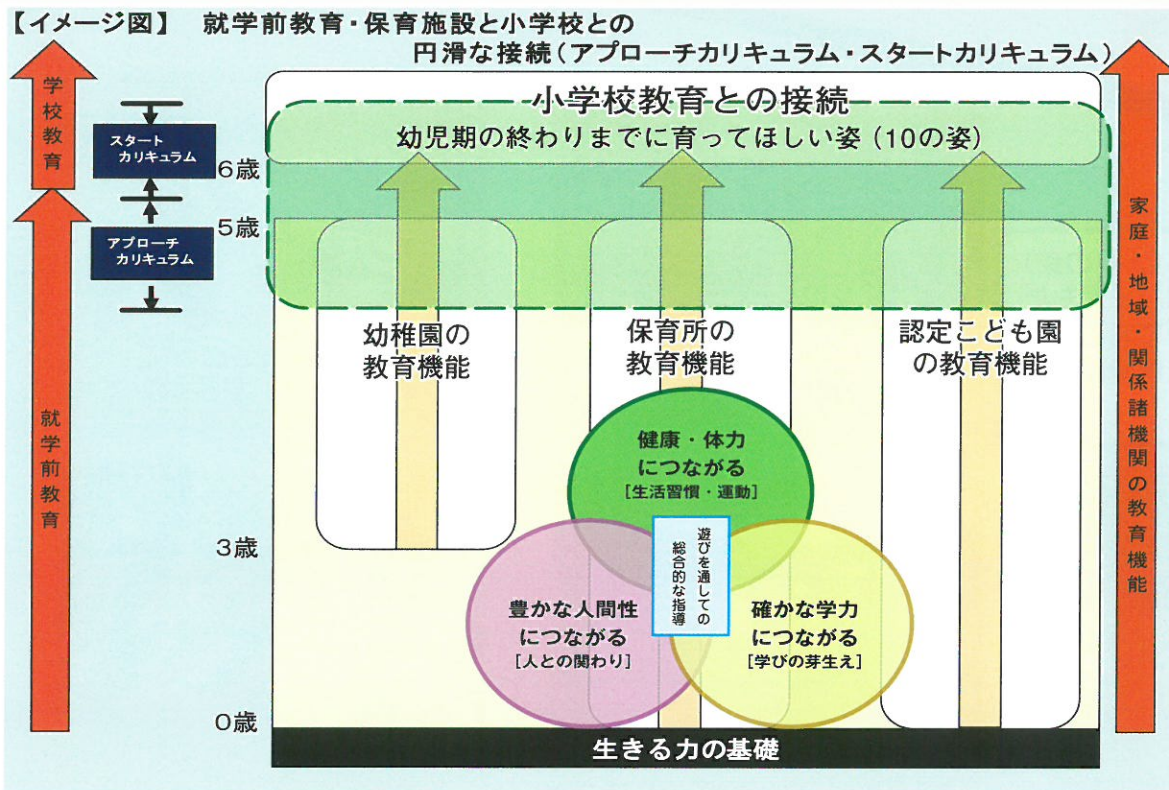 【イメージ図】 就学前教育・保育施設と小学校との
円滑な接続(アプローチカリキュラム・スタートカリキュラム)
学校教育
スタート
カリキュラム
小学校教育との接続
幼児期の終わりまでに育ってほしい姿(10の姿)
6歳
5歳
アプローチ
カリキュラム
幼稚園の
教育機能
保育所の
教育機能
認定こども園
の教育機能
就学前教育
家庭・地域・関係諸機関の教育機能
健康・体力
につながる
[生活習慣・運動]
3歳
遊びを通しての
総合的な指導
豊かな人間性
につながる
[人との関わり]
確かな学力
につながる
[学びの芽生え]
0歳
生きる力の基礎